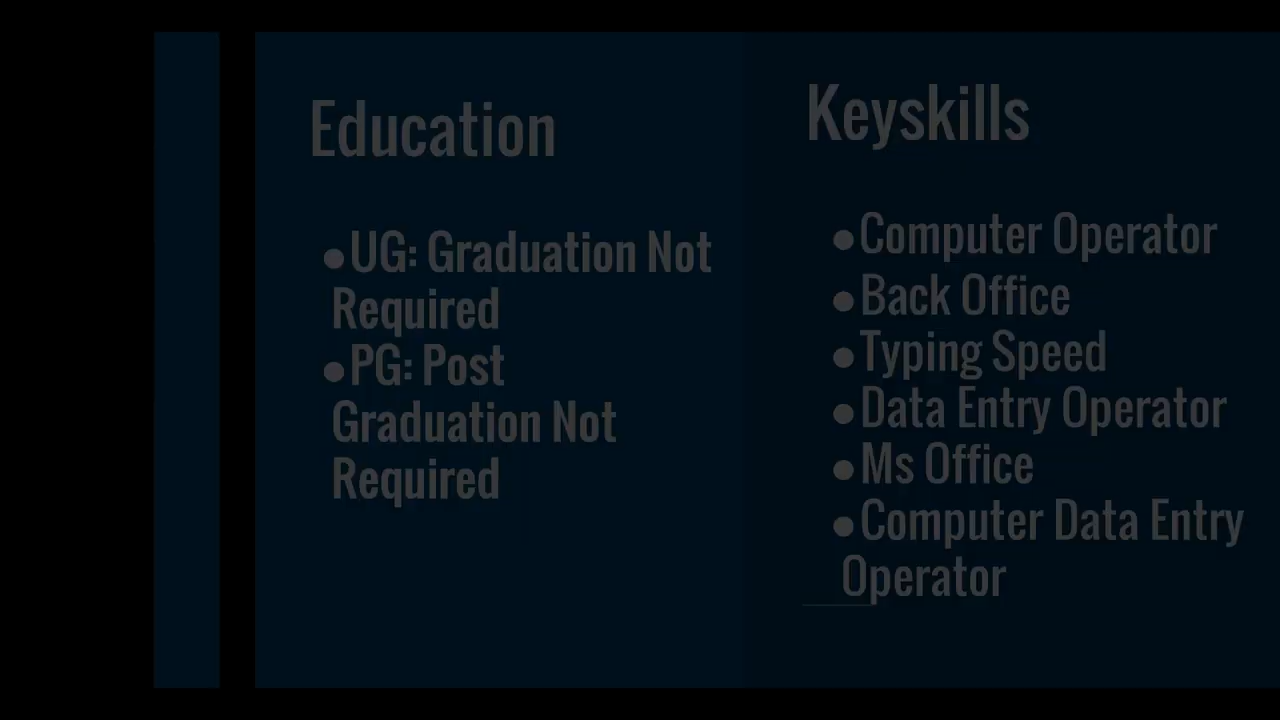 Education
●UG: Graduation Not
Required
●PG: Post
Graduation Not
Required
Keyskills
●Computer Operator
●Back Office
●Typing Speed
●Data Entry Operator
●Ms Office
●Computer Data Entry
Operator